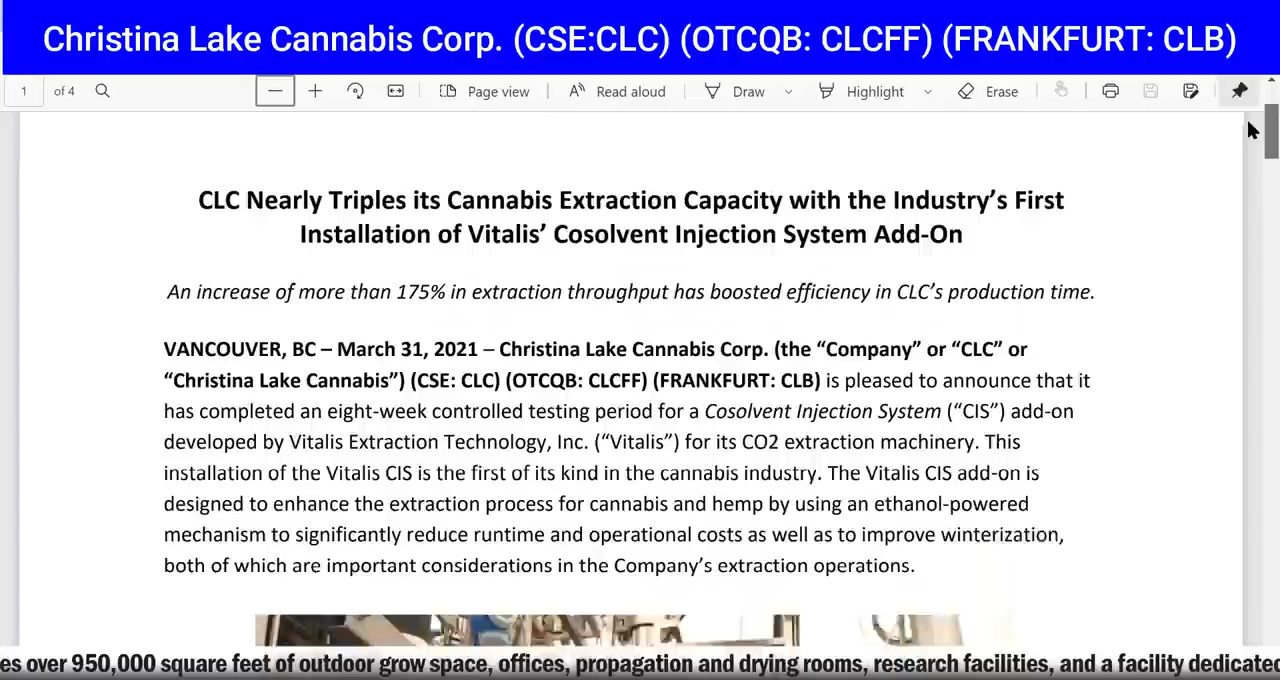 Christina Lake Cannabis Corp. (CSE:CLC) (OTCQB: CLCFF) (FRANKFURT: CLB)
1 of 4 Page view Read aloud Draw Highlight Erase
CLC Nearly Triples its Cannabis Extraction Capacity with the Industry’s First
Installation of Vitalis’ Cosolvent Injection System Add-On
An increase of more than 175% in extraction throughput has boosted efficiency in CLC’s production time.
VANCOUVER, BC – March 31, 2021 – Christina Lake Cannabis Corp. (the “Company” or “CLC” or
“Christina Lake Cannabis”) (CSE: CLC) (OTCQB: CLCFF) (FRANKFURT: CLB) is pleased to announce that it
has completed an eight-week controlled testing period for a Cosolvent Injection System (“CIS”) add-on
developed by Vitalis Extraction Technology, Inc. (“Vitalis”) for its CO2 extraction machinery. This
installation of the Vitalis CIS is the first of its kind in the cannabis industry. The Vitalis CIS add-on is
designed to enhance the extraction process for cannabis and hemp by using an ethanol-powered
mechanism to significantly reduce runtime and operational costs as well as to improve winterization,
both of which are important considerations in the Company’s extraction operations.
es over 950,000 square feet of outdoor grow space, offices, propagation and drying rooms, research facilities, and a facility dedicated